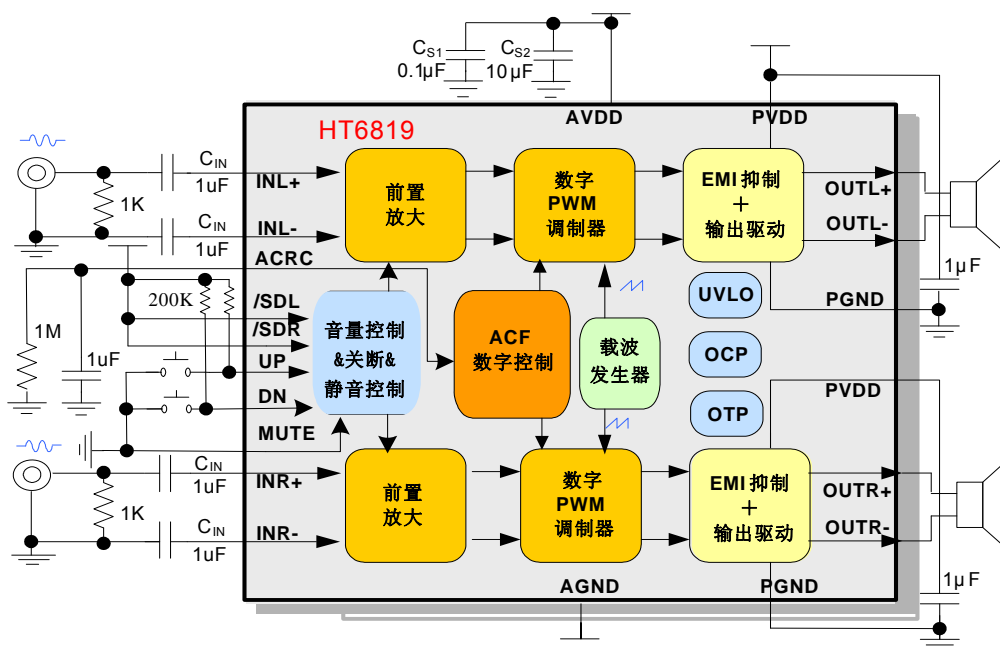 CS1
0.1μF
CS2
10μF
AVDD
PVDD
HT6819
CIN
1uF
INL+
1K
CIN
1uF
INL-
前置
放大
数字
PWM
调制器
EMI 抑制
+
输出驱动
OUTL+
OUTL-
1μF
ACRC
200K
/SDL
/SDR
UP
DN
MUTE
1M
1uF
音量控制
&关断&
静音控制
ACF
数字控制
载波
发生器
UVLO
OCP
OTP
PGND
PVDD
CIN
1uF
INR+
1K
CIN
1uF
INR-
前置
放大
数字
PWM
调制器
EMI 抑制
+
输出驱动
OUTR+
OUTR-
1μF
AGND
PGND